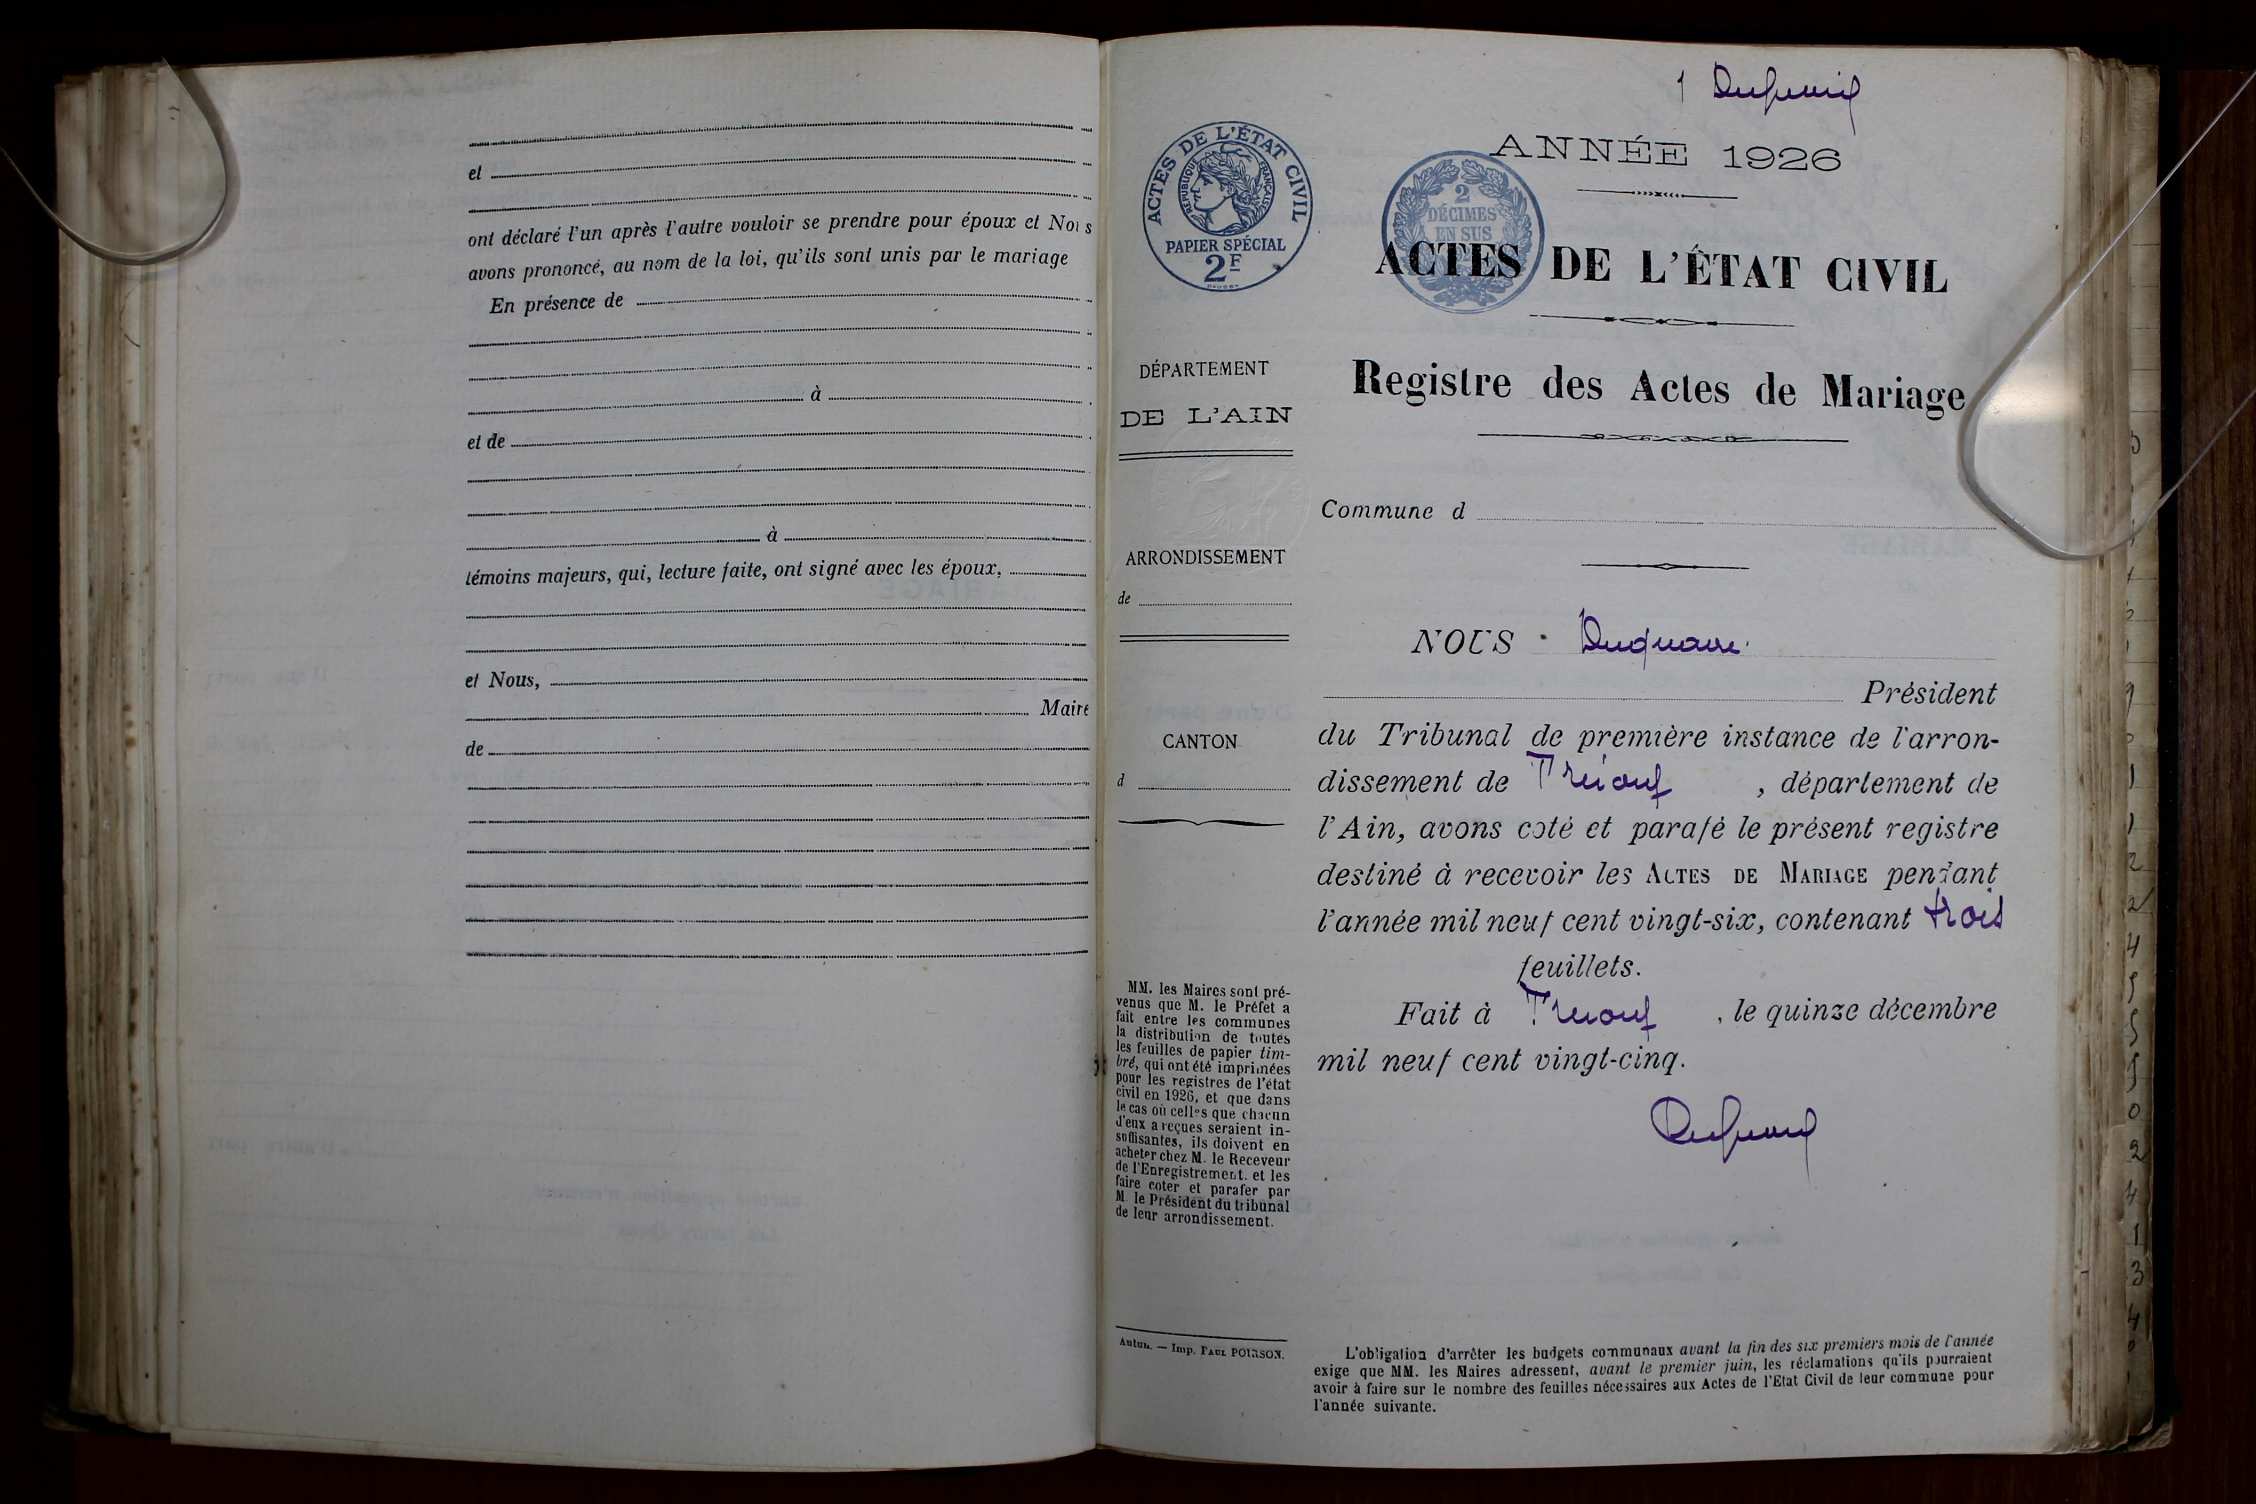 et
ont déclaré l'un après l'autre vouloir se prendre pour époux et Nous
avons prononcé, au nom de la loi, qu'ils sont unis par le mariage
En présence de
à
et de
à
témoins majeurs, qui, lecture faite, ont signé avec les époux,
et Nous,
Maire
de
1
ANNÉE 1926
ACTES DE L'ÉTAT CIVIL
RÉPUBLIQUE FRANÇAISE
PAPIER SPÉCIAL
2F
2
DÉCIMES
EN SUS
ACTES DE L'ÉTAT CIVIL
Registre des Actes de Mariage
DÉPARTEMENT
DE L'AIN
ARRONDISSEMENT
de
CANTON
d
MM. les Maires sont pré-
venus que M. le Préfet a
fait entre les communes
la distribution de toutes
les feuilles de papier tim-
bré, qui ont été imprimées
pour les registres de l'état
civil en 1926, et que dans
le cas où celles que chacun
d'eux a reçues seraient in-
suffisantes, ils doivent en
acheter chez M. le Receveur
de l'Enregistrement. et les
faire coter et parafer par
M. le Président du tribunal
de leur arrondissement.
Autun. — Imp. PAUL POIRSON.
Commune d
NOUS Duquaire
Président
du Tribunal de première instance de l'arron-
dissement de Trévoux, département de
l'Ain, avons coté et parafé le présent registre
destiné à recevoir les ACTES DE MARIAGE pendant
l'année mil neuf cent vingt-six, contenant trois
feuillets.
Fait à Trévoux, le quinze décembre
mil neuf cent vingt-cinq.
L'obligation d'arrêter les budgets communaux avant la fin des six premiers mois de l'année
exige que MM. les Maires adressent, avant le premier juin, les réclamations qu'ils pourraient
avoir à faire sur le nombre des feuilles nécessaires aux Actes de l'Etat Civil de leur commune pour
l'année suivante.